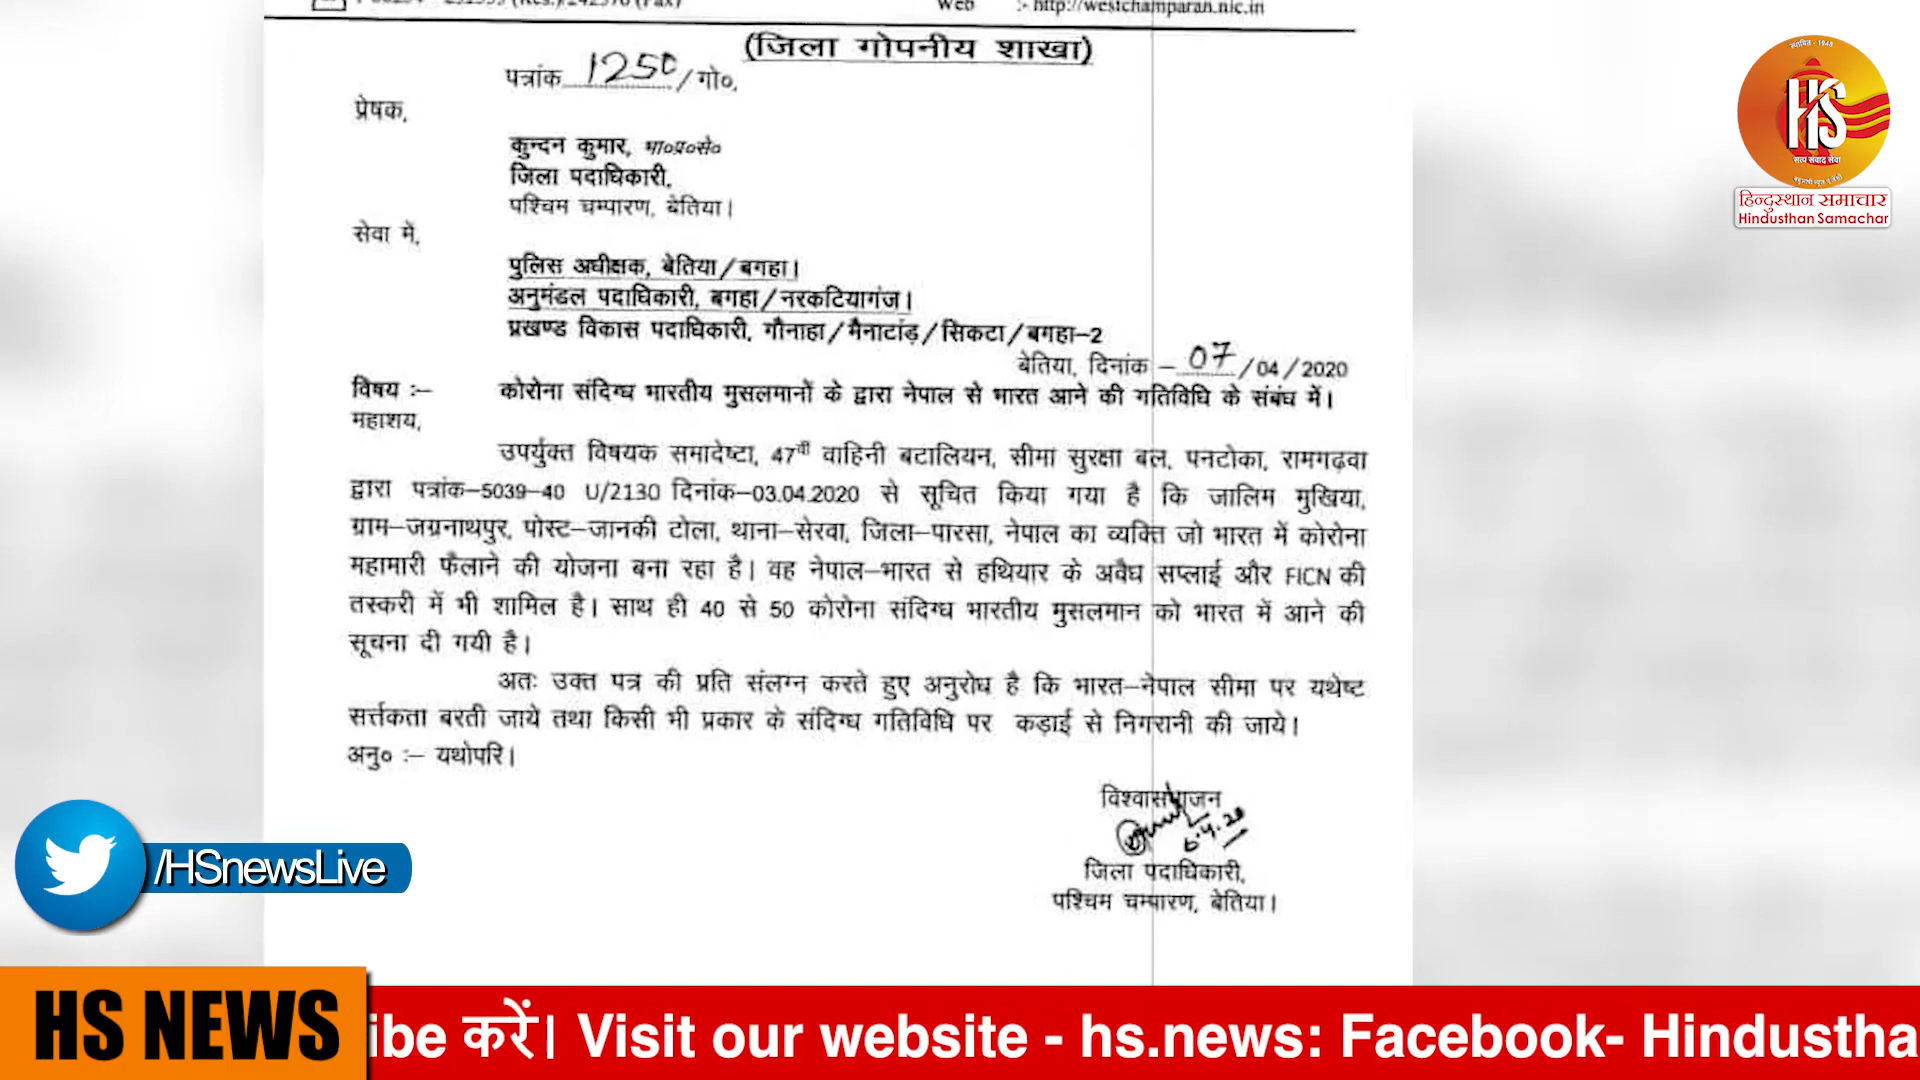 Web :- http://westchamparan.nic.in
(जिला गोपनीय शाखा)
पत्रांक 1250/गो०,
प्रेषक,
कुन्दन कुमार, भा०प्र०से०
जिला पदाधिकारी,
पश्चिम चम्पारण, बेतिया।
सेवा में,
पुलिस अधीक्षक, बेतिया/बगहा।
अनुमंडल पदाधिकारी, बगहा/नरकटियागंज।
प्रखण्ड विकास पदाधिकारी, गौनाहा/मैनाटांड़/सिकटा/बगहा-2
बेतिया, दिनांक - 07/04/2020
विषय :- कोरोना संदिग्ध भारतीय मुसलमानों के द्वारा नेपाल से भारत आने की गतिविधि के संबंध में।
महाशय,
उपर्युक्त विषयक समादेष्टा, 47वी वाहिनी बटालियन, सीमा सुरक्षा बल, पनटोका, रामगढ़वा
द्वारा पत्रांक-5039-40 U/2130 दिनांक-03.04.2020 से सूचित किया गया है कि जालिम मुखिया,
ग्राम-जग्रनाथपुर, पोस्ट-जानकी टोला, थाना-सेरवा, जिला-पारसा, नेपाल का व्यक्ति जो भारत में कोरोना
महामारी फैलाने की योजना बना रहा है। वह नेपाल-भारत से हथियार के अवैध सप्लाई और FICN की
तस्करी में भी शामिल है। साथ ही 40 से 50 कोरोना संदिग्ध भारतीय मुसलमान को भारत में आने की
सूचना दी गयी है।
अतः उक्त पत्र की प्रति संलग्न करते हुए अनुरोध है कि भारत-नेपाल सीमा पर यथेष्ट
सर्त्तकता बरती जाये तथा किसी भी प्रकार के संदिग्ध गतिविधि पर कड़ाई से निगरानी की जाये।
अनु० :- यथोपरि।
विश्वासभाजन
6.4.20
जिला पदाधिकारी,
पश्चिम चम्पारण, बेतिया।
स्थापित - 1948
HS
सत्य संवाद सेवा
हिन्दुस्थान समाचार
Hindusthan Samachar
/HSnewsLive
HS NEWS
ibe करें। Visit our website - hs.news: Facebook- Hindustha